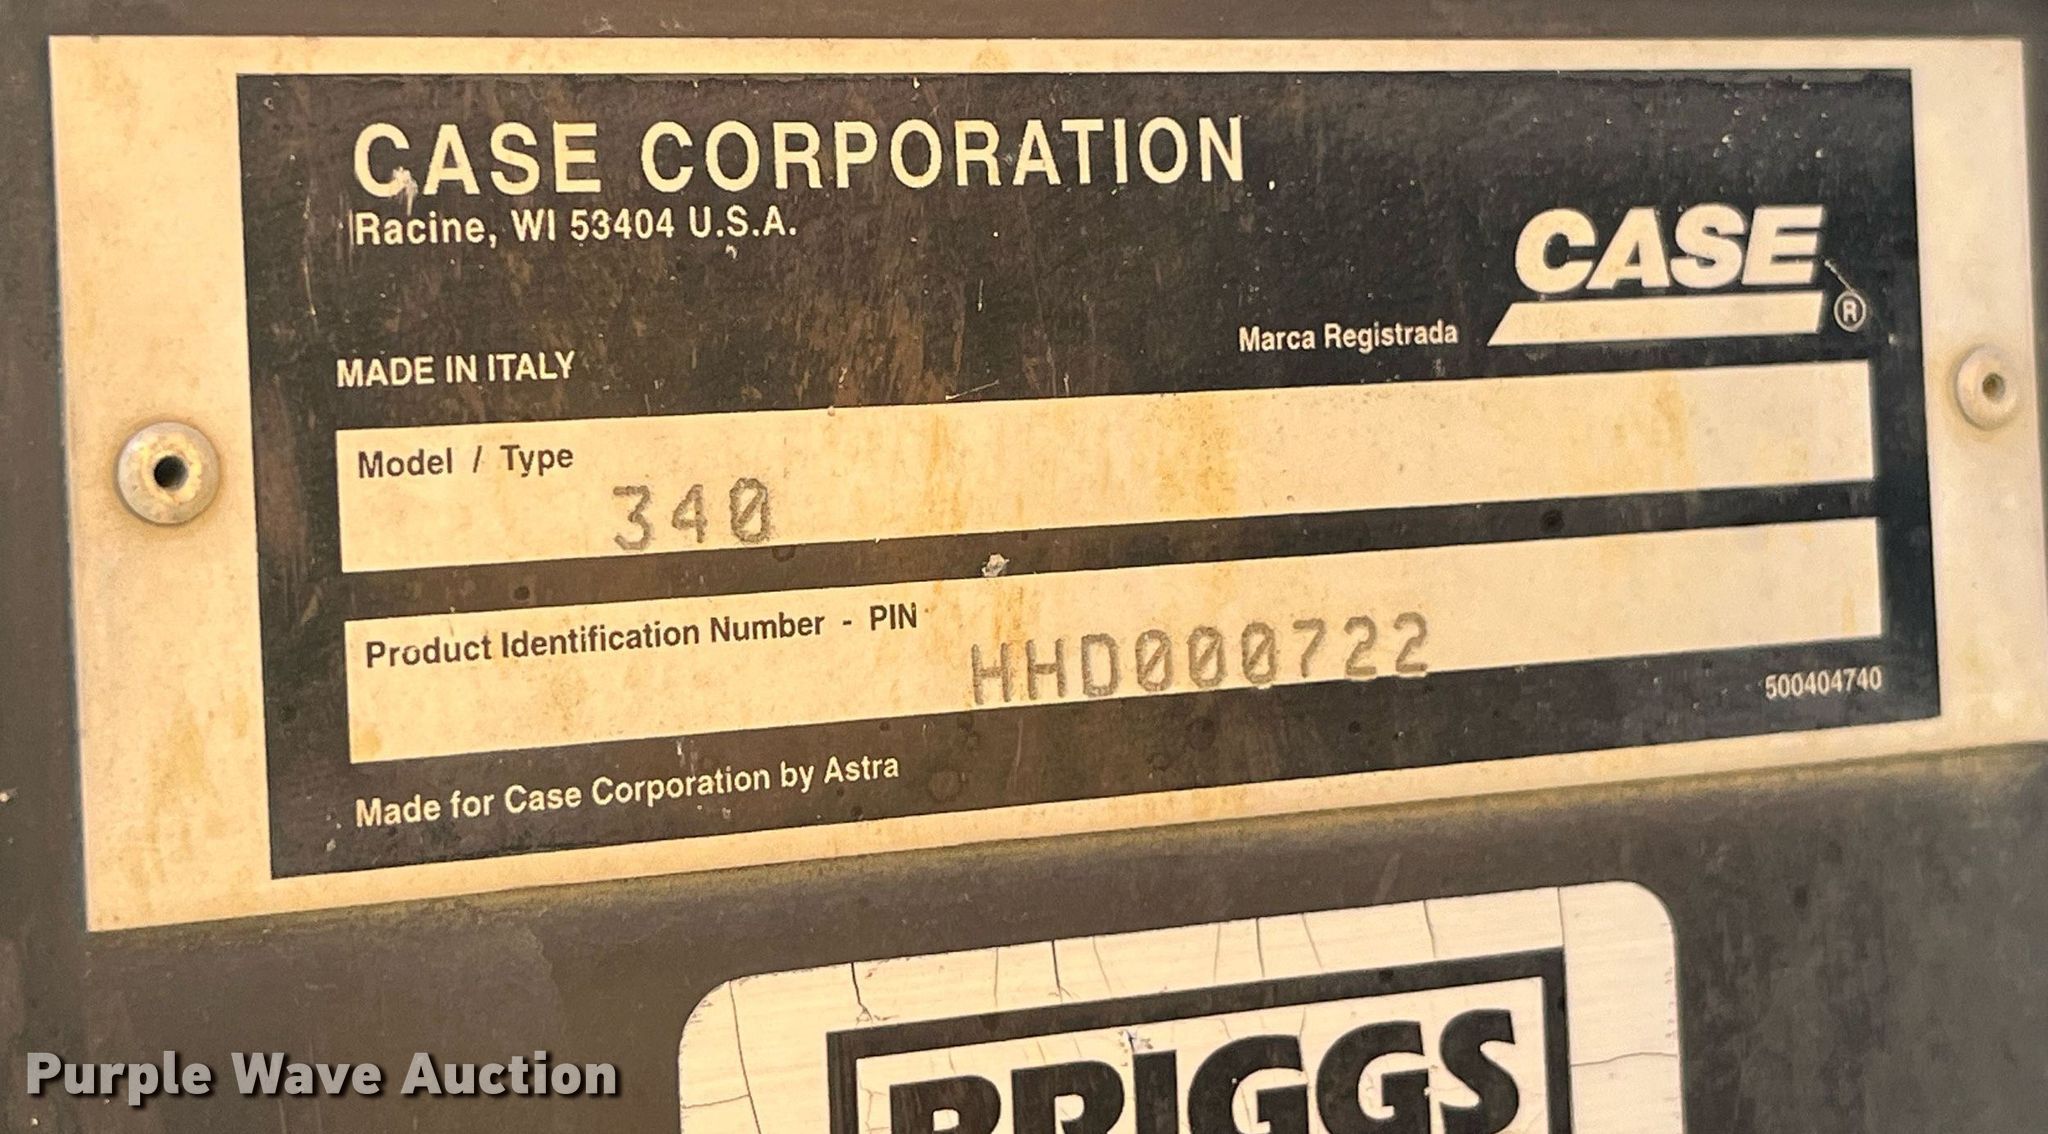 CASE CORPORATION
Racine, WI 53404 U.S.A.
CASE
Marca Registrada ®
MADE IN ITALY
Model / Type
340
Product Identification Number - PIN
HHD000722
500404740
Made for Case Corporation by Astra
BRIGGS
Purple Wave Auction